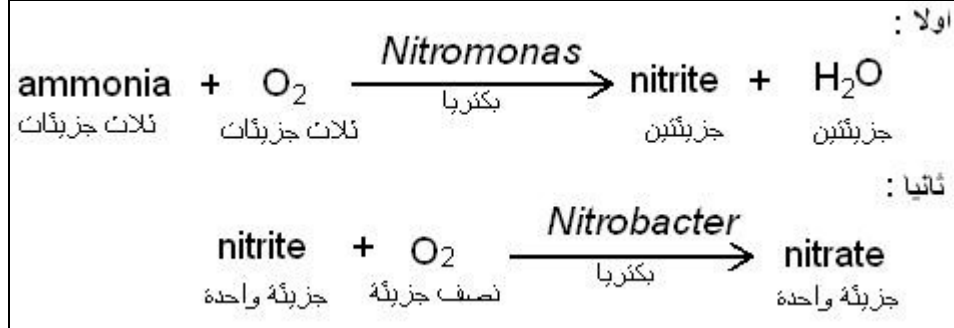 اولا :
ammonia + O₂ Nitromonas بكتريا nitrite + H₂O
ثلاث جزيئات ثلاث جزيئات جزيئتين جزيئتين
ثانيا :
nitrite + O₂ Nitrobacter بكتريا nitrate
جزيئة واحدة نصف جزيئة جزيئة واحدة